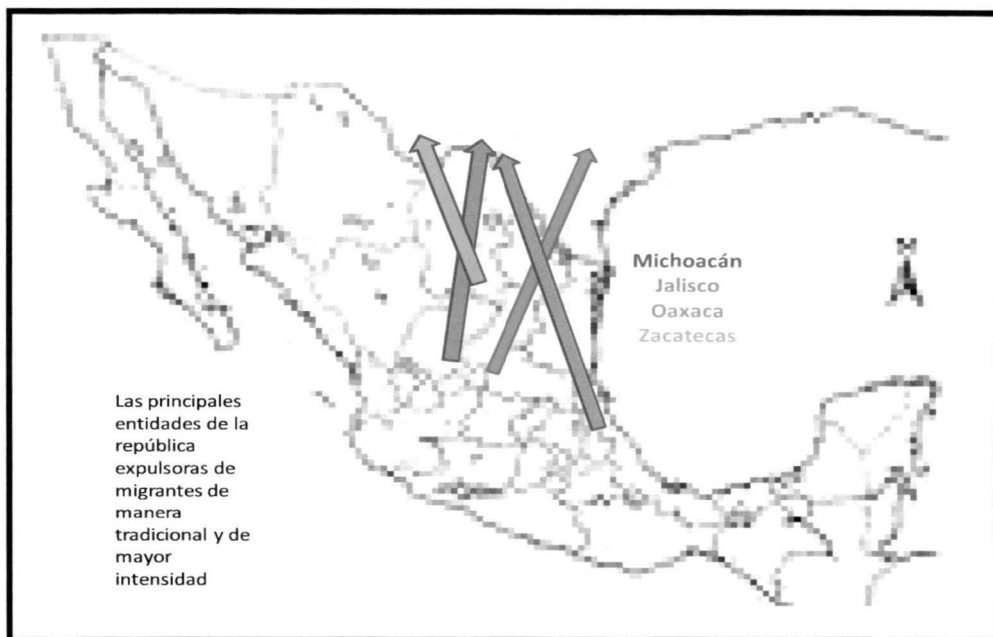 Michoacán
Jalisco
Oaxaca
Zacatecas
Las principales
entidades de la
república
expulsoras de
migrantes de
manera
tradicional y de
mayor
intensidad